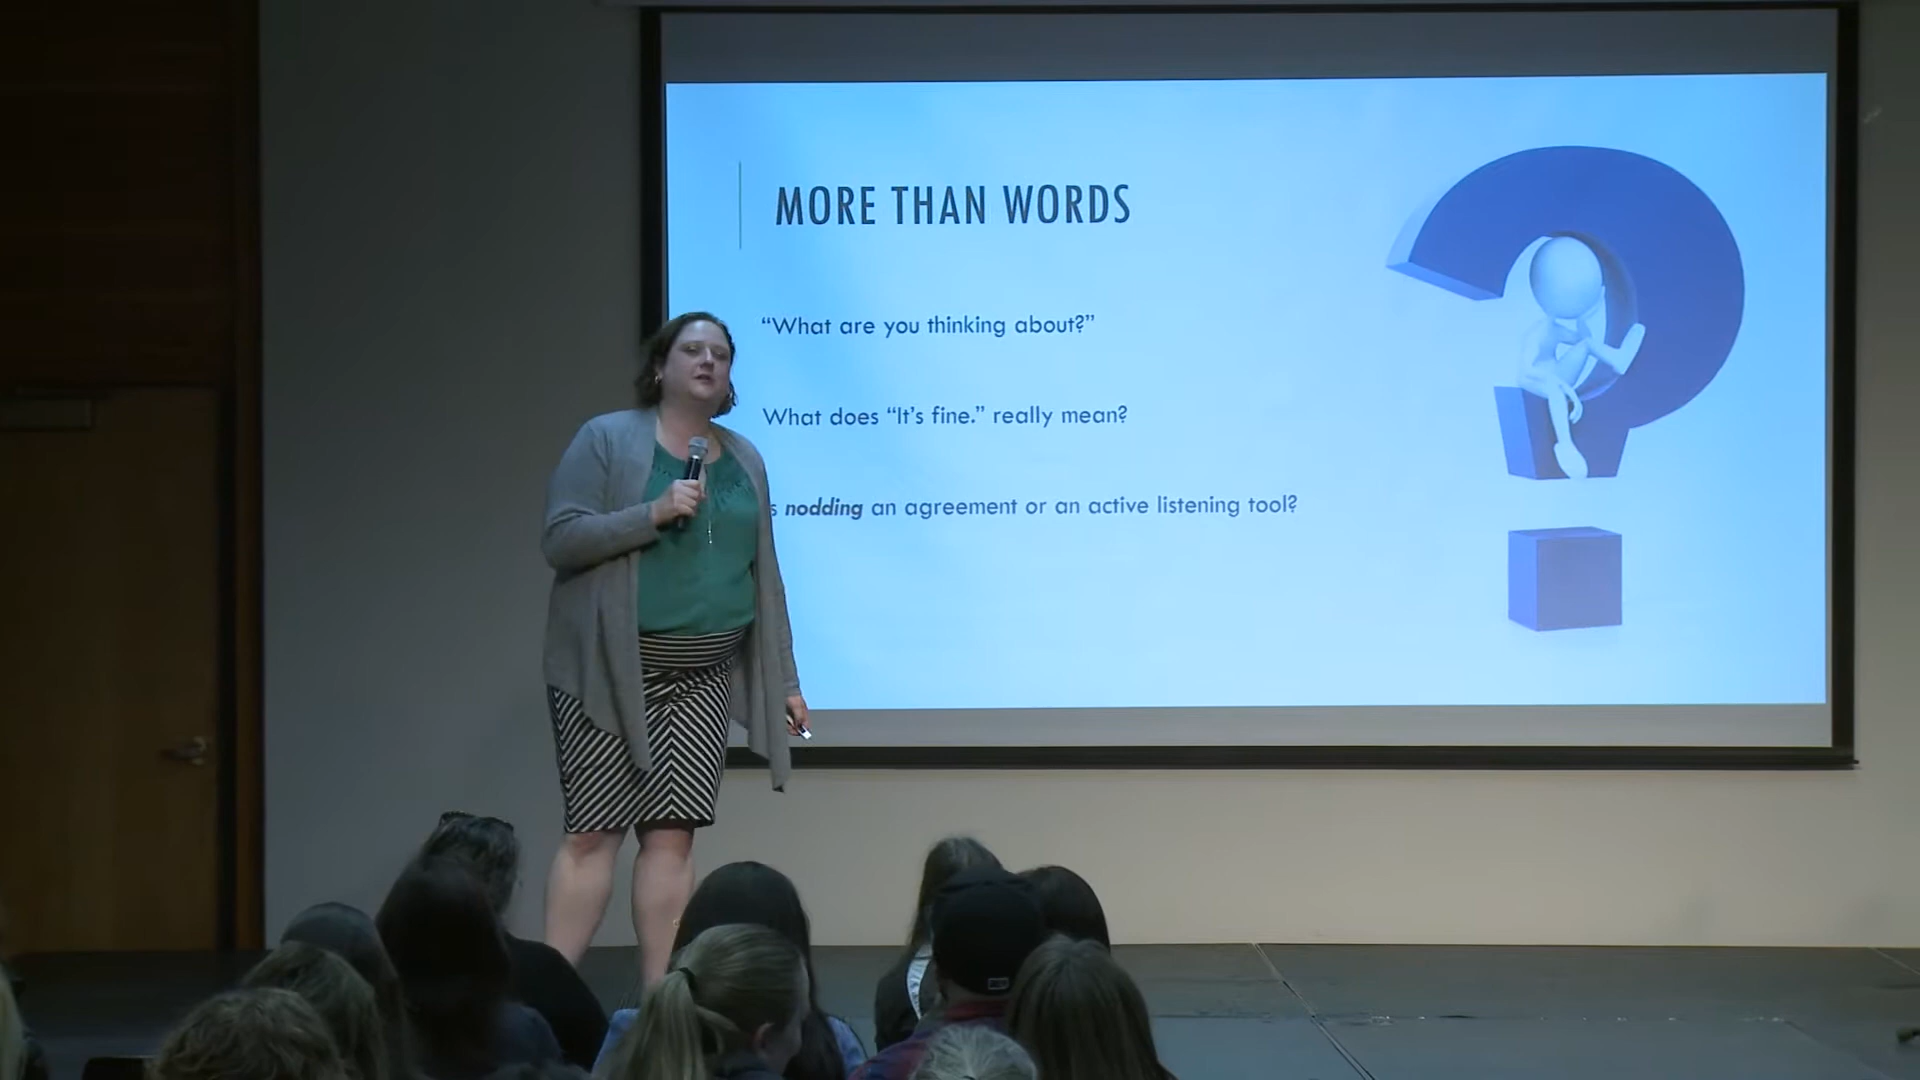 MORE THAN WORDS
“What are you thinking about?”
What does “It’s fine.” really mean?
s nodding an agreement or an active listening tool?